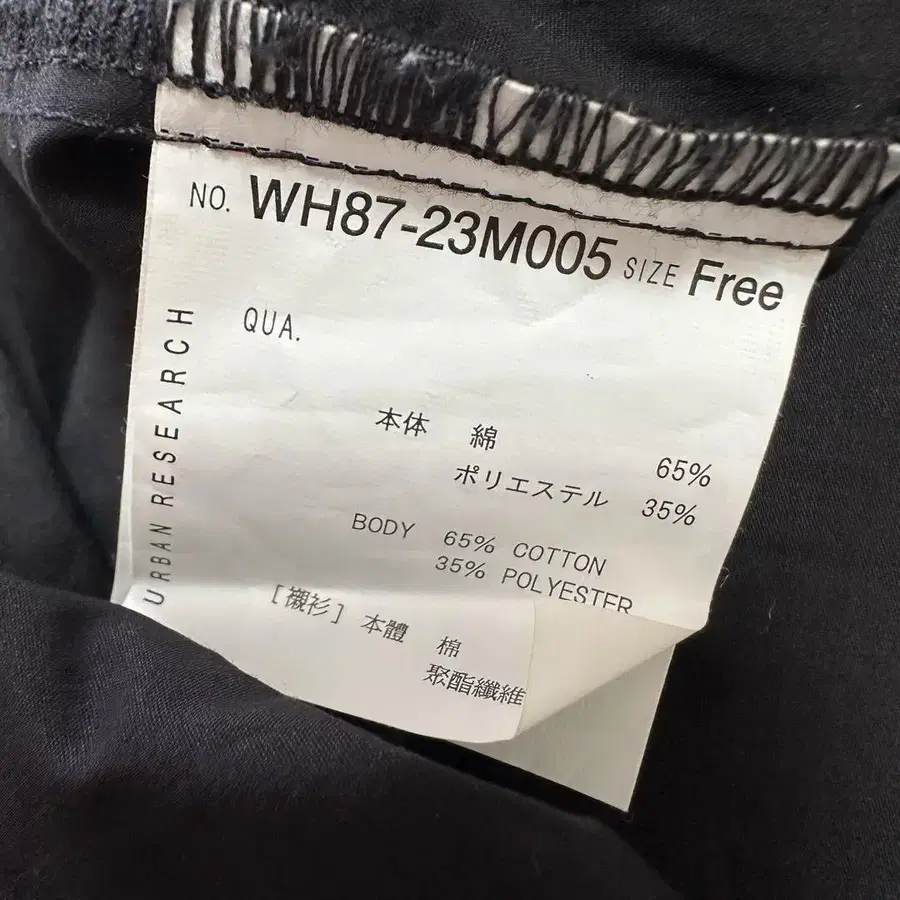 NO. WH87-23M005 SIZE Free
QUA.
本体 綿 65%
ポリエステル 35%
BODY 65% COTTON
35% POLYESTER
[襯衫] 本體 棉
聚酯纖維
URBAN RESEARCH